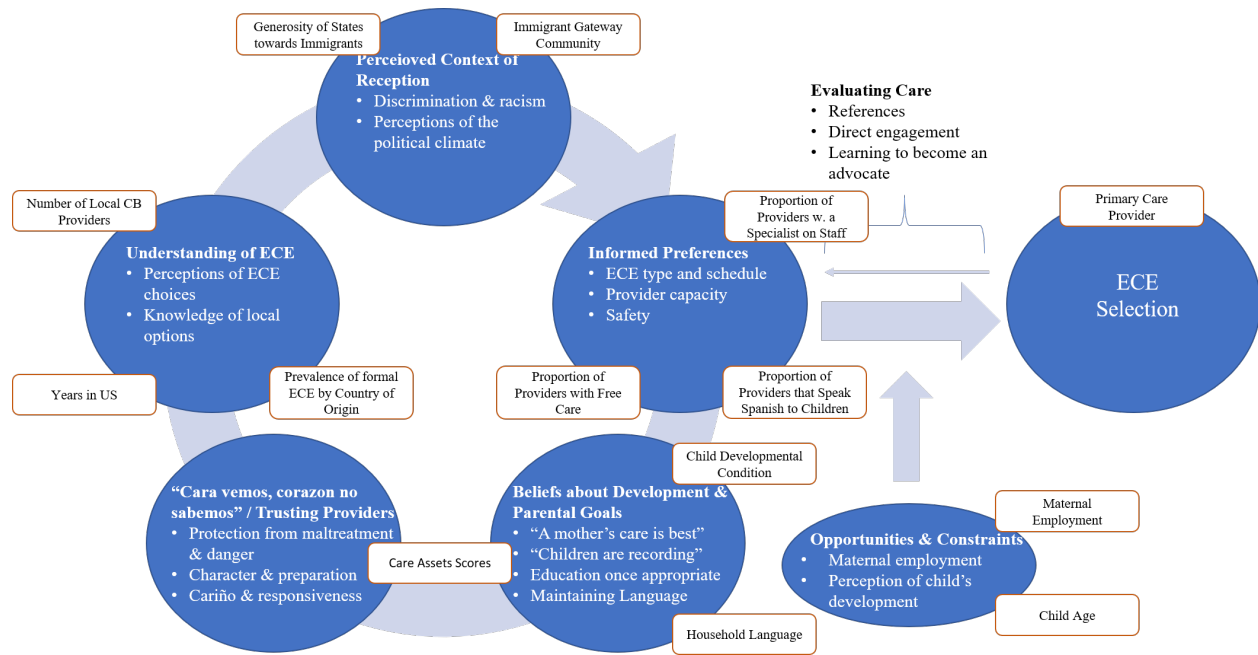 Generosity of States
towards Immigrants
Immigrant Gateway
Community
Perceioved Context of
Reception
• Discrimination & racism
• Perceptions of the
political climate
Evaluating Care
• References
• Direct engagement
• Learning to become an
advocate
Number of Local CB
Providers
Understanding of ECE
• Perceptions of ECE
choices
• Knowledge of local
options
Years in US
Prevalence of formal
ECE by Country of
Origin
Proportion of
Providers w. a
Specialist on Staff
Informed Preferences
• ECE type and schedule
• Provider capacity
• Safety
Proportion of
Providers with Free
Care
Proportion of
Providers that Speak
Spanish to Children
Primary Care
Provider
ECE
Selection
“Cara vemos, corazon no
sabemos” / Trusting Providers
• Protection from maltreatment
& danger
• Character & preparation
• Cariño & responsiveness
Care Assets Scores
Child Developmental
Condition
Beliefs about Development &
Parental Goals
• “A mother’s care is best”
• “Children are recording”
• Education once appropriate
• Maintaining Language
Household Language
Maternal
Employment
Opportunities & Constraints
• Maternal employment
• Perception of child’s
development
Child Age